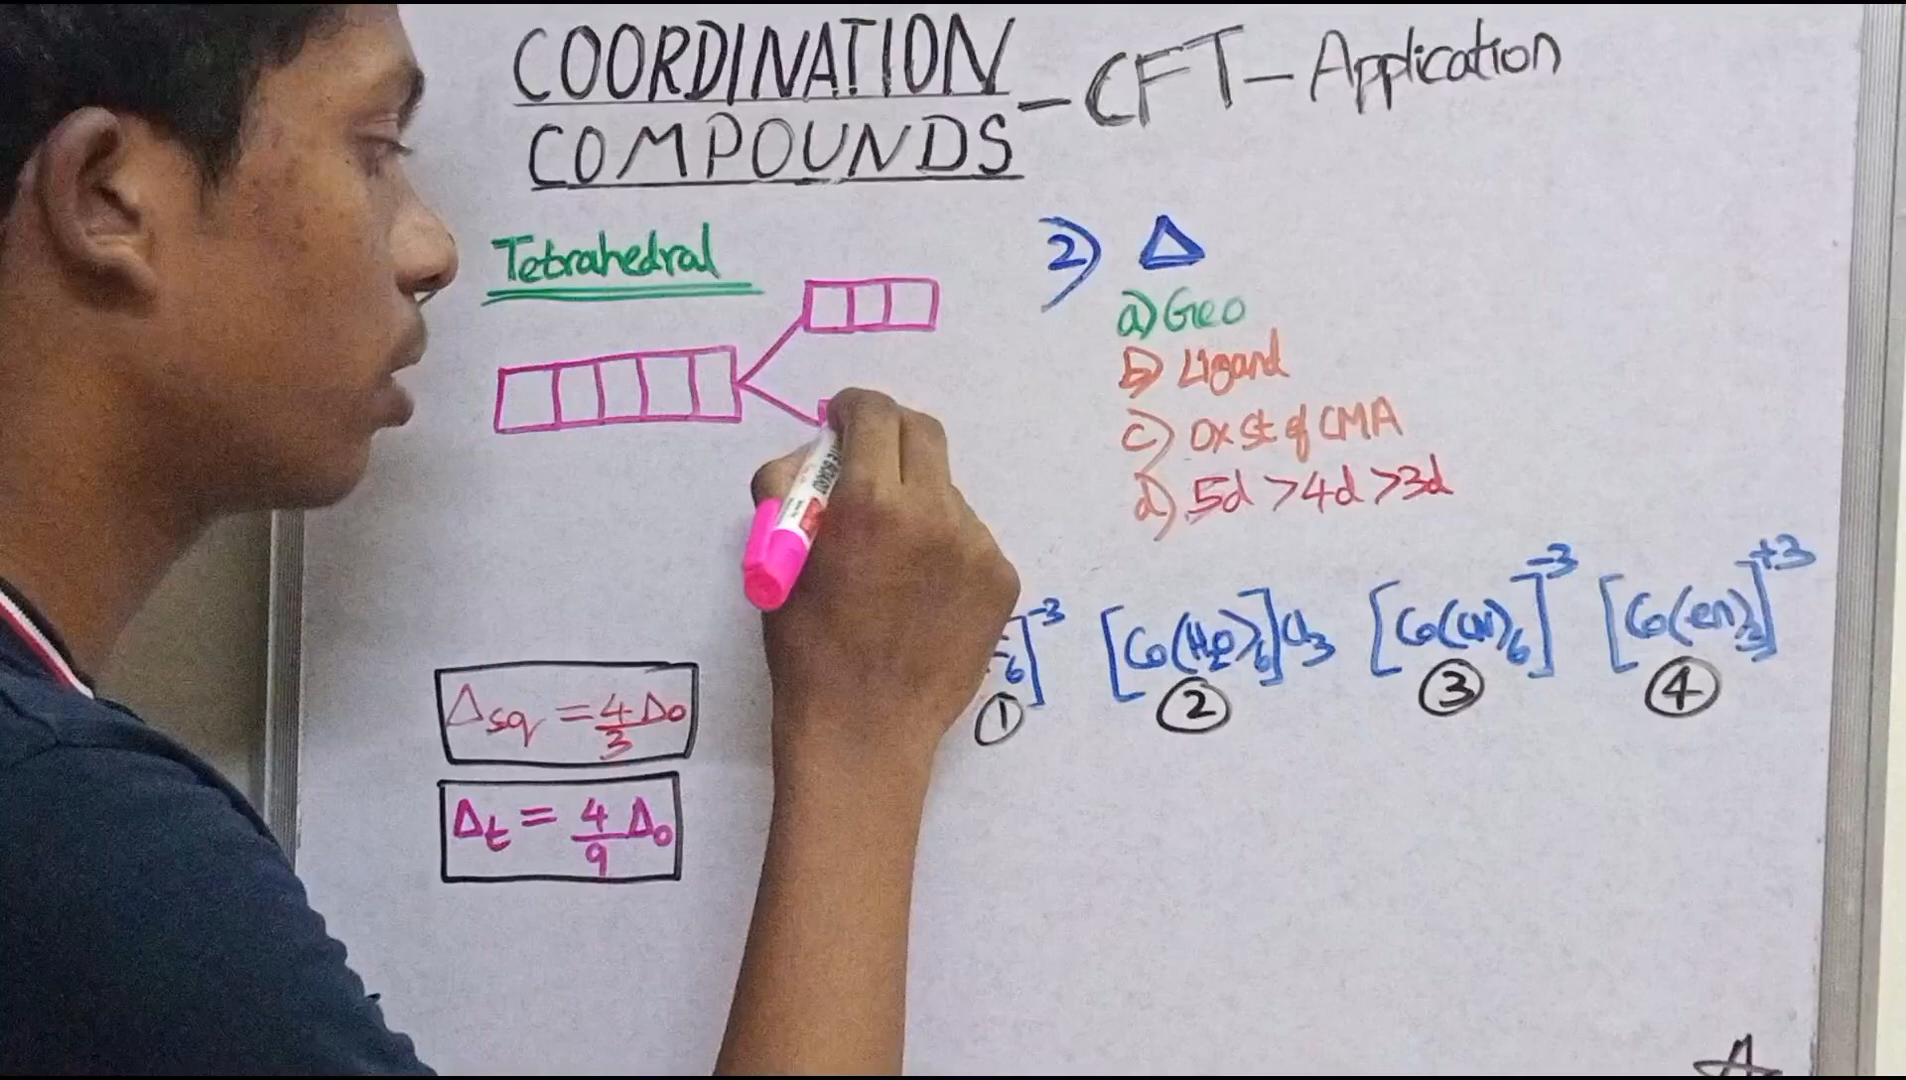 COORDINATION
COMPOUNDS - CFT - Application
Tetrahedral
2) Δ
a) Geo
b) Ligand
c) Ox St of CMA
d) 5d > 4d > 3d
6]⁻³ [Co(H₂O)₆]Cl₃ [Co(CN)₆]⁻³ [Co(en)₃]⁺³
① ② ③ ④
Δsq = 4/3 Δo
Δt = 4/9 Δo